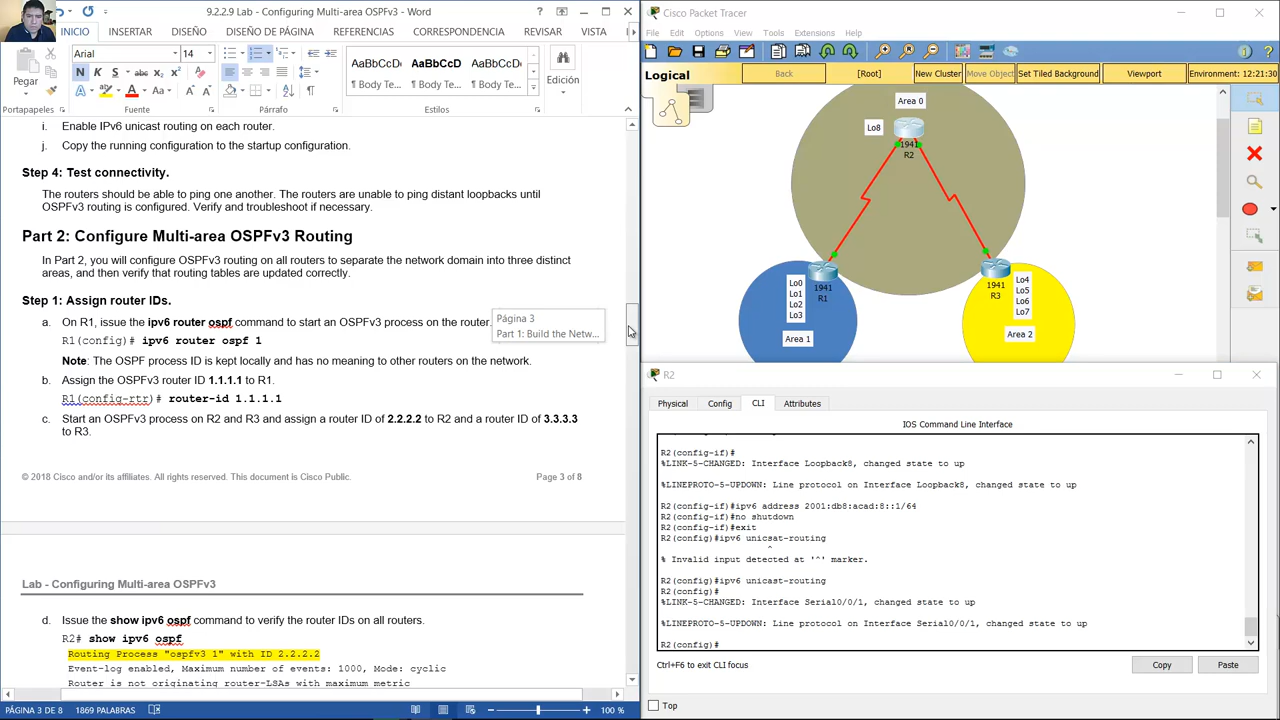 9.2.2.9 Lab - Configuring Multi-area OSPFv3 - Word
INICIO INSERTAR DISEÑO DISEÑO DE PÁGINA REFERENCIAS CORRESPONDENCIA REVISAR VISTA
Arial 14
Pegar
N K S abc x₂ x²
AaBbCcDc AaBbCcDc AaBbCcDc
¶ Body Te... ¶ Body Te... ¶ Body Te...
Edición
Portapapeles Fuente Párrafo Estilos
i. Enable IPv6 unicast routing on each router.
j. Copy the running configuration to the startup configuration.
Step 4: Test connectivity.
The routers should be able to ping one another. The routers are unable to ping distant loopbacks until
OSPFv3 routing is configured. Verify and troubleshoot if necessary.
Part 2: Configure Multi-area OSPFv3 Routing
In Part 2, you will configure OSPFv3 routing on all routers to separate the network domain into three distinct
areas, and then verify that routing tables are updated correctly.
Step 1: Assign router IDs.
a. On R1, issue the ipv6 router ospf command to start an OSPFv3 process on the router.
R1(config)# ipv6 router ospf 1
Note: The OSPF process ID is kept locally and has no meaning to other routers on the network.
b. Assign the OSPFv3 router ID 1.1.1.1 to R1.
R1(config-rtr)# router-id 1.1.1.1
c. Start an OSPFv3 process on R2 and R3 and assign a router ID of 2.2.2.2 to R2 and a router ID of 3.3.3.3
to R3.
© 2018 Cisco and/or its affiliates. All rights reserved. This document is Cisco Public. Page 3 of 8
Lab - Configuring Multi-area OSPFv3
d. Issue the show ipv6 ospf command to verify the router IDs on all routers.
R2# show ipv6 ospf
Routing Process "ospfv3 1" with ID 2.2.2.2
Event-log enabled, Maximum number of events: 1000, Mode: cyclic
Router is not originating router-LSAs with maximum metric
Página 3
Part 1: Build the Netw...
PÁGINA 3 DE 8 1869 PALABRAS 100 %
Cisco Packet Tracer
File Edit Options View Tools Extensions Help
Logical Back [Root] New Cluster Move Object Set Tiled Background Viewport Environment: 12:21:30
Area 0
Lo8
1941
R2
Lo0
Lo1
Lo2
Lo3
1941
R1
Area 1
1941
R3
Lo4
Lo5
Lo6
Lo7
Area 2
R2
Physical Config CLI Attributes
IOS Command Line Interface
R2(config-if)#
%LINK-5-CHANGED: Interface Loopback8, changed state to up
%LINEPROTO-5-UPDOWN: Line protocol on Interface Loopback8, changed state to up
R2(config-if)#ipv6 address 2001:db8:acad:8::1/64
R2(config-if)#no shutdown
R2(config-if)#exit
R2(config)#ipv6 unicsat-routing
^
% Invalid input detected at '^' marker.
R2(config)#ipv6 unicast-routing
R2(config)#
%LINK-5-CHANGED: Interface Serial0/0/1, changed state to up
%LINEPROTO-5-UPDOWN: Line protocol on Interface Serial0/0/1, changed state to up
R2(config)#
Ctrl+F6 to exit CLI focus Copy Paste
Top